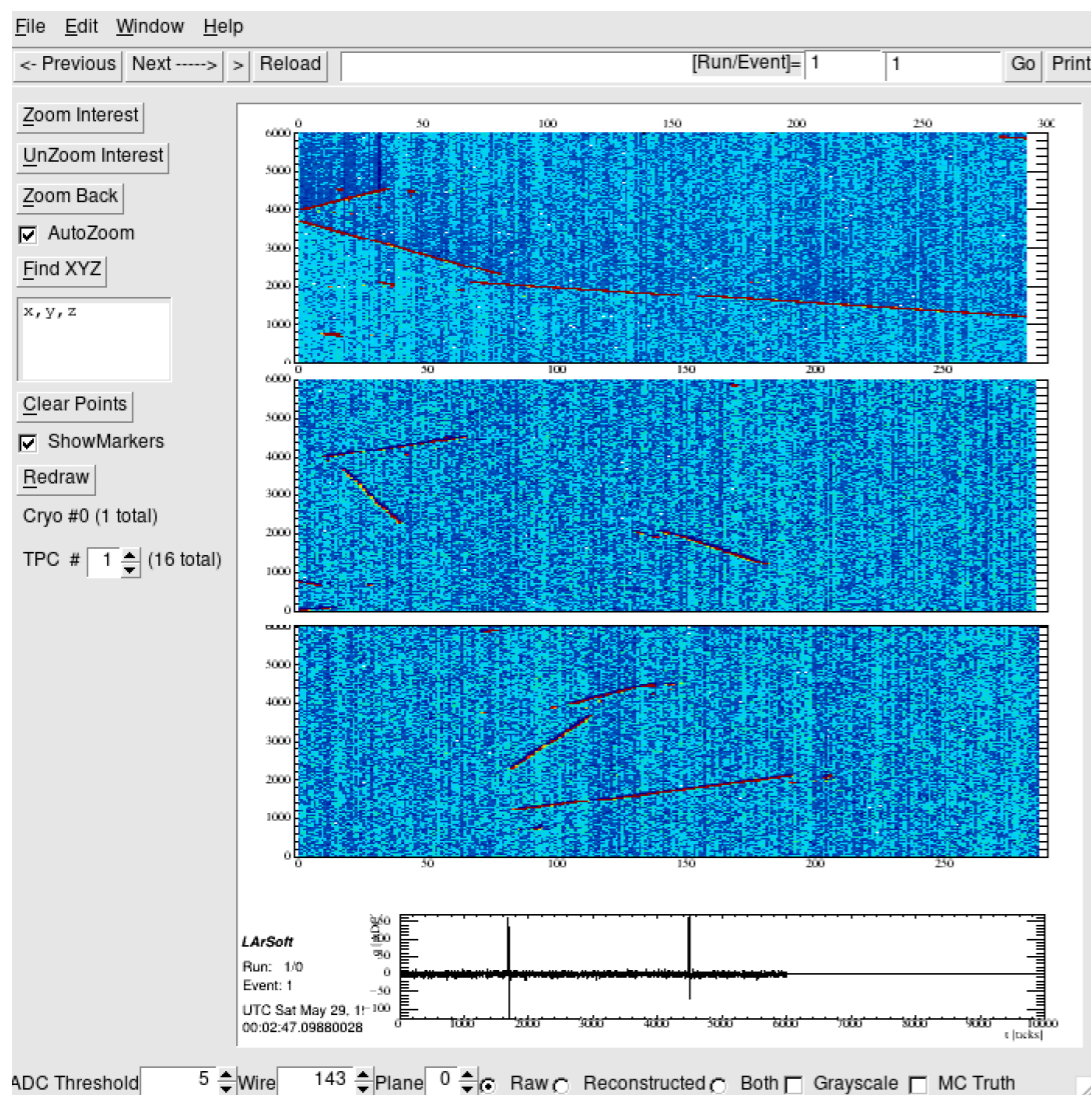 File Edit Window Help
<- Previous Next -----> > Reload [Run/Event]= 1 1 Go Print
Zoom Interest
UnZoom Interest
Zoom Back
AutoZoom
Find XYZ
x,y,z
Clear Points
ShowMarkers
Redraw
Cryo #0 (1 total)
TPC # 1 (16 total)
0 50 100 150 200 250 30
6000
5000
4000
3000
2000
1000
0
0 50 100 150 200 250
6000
5000
4000
3000
2000
1000
0
6000
5000
4000
3000
2000
1000
0
0 50 100 150 200 250
LArSoft
Run: 1/0
Event: 1
UTC Sat May 29, 1
00:02:47.09880028
50
0
-50
-100
0 1000 2000 3000 4000 5000 6000 7000 8000 9000 10000
t [ticks]
ADC Threshold 5 Wire 143 Plane 0 Raw Reconstructed Both Grayscale MC Truth